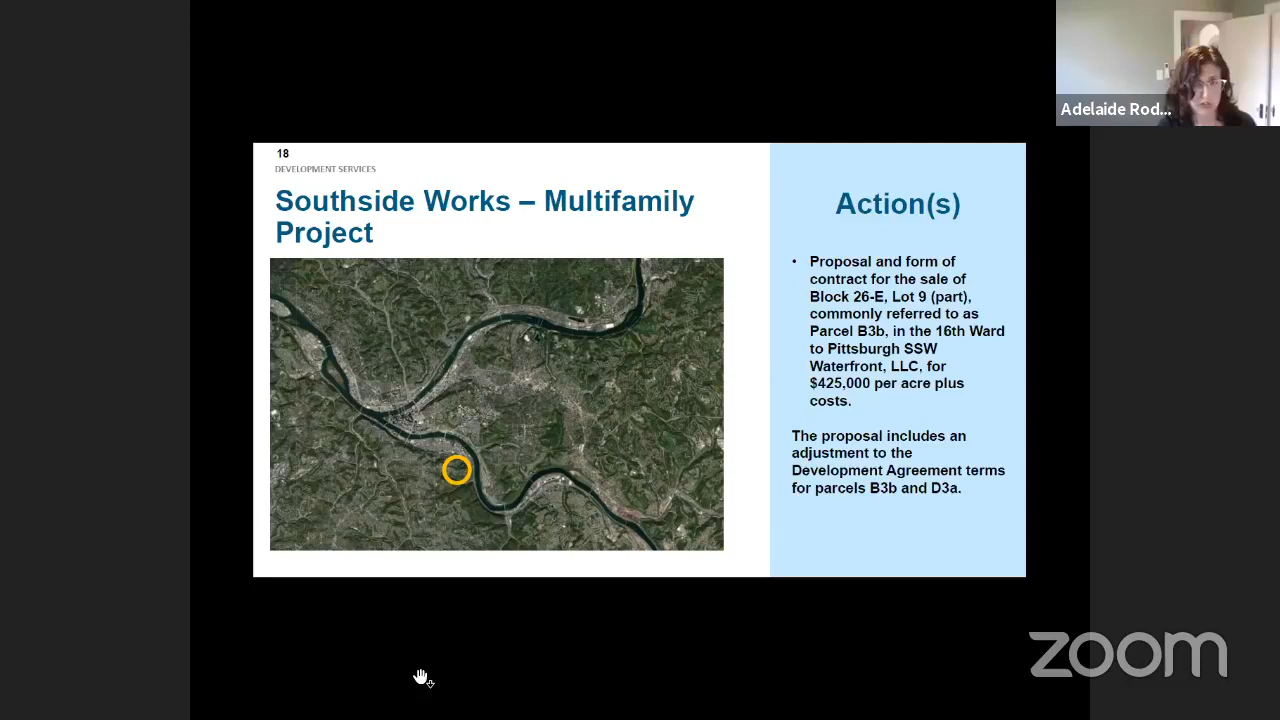 Adelaide Rod...
18
DEVELOPMENT SERVICES
Southside Works – Multifamily
Project
Action(s)
• Proposal and form of
contract for the sale of
Block 26-E, Lot 9 (part),
commonly referred to as
Parcel B3b, in the 16th Ward
to Pittsburgh SSW
Waterfront, LLC, for
$425,000 per acre plus
costs.
The proposal includes an
adjustment to the
Development Agreement terms
for parcels B3b and D3a.
zoom